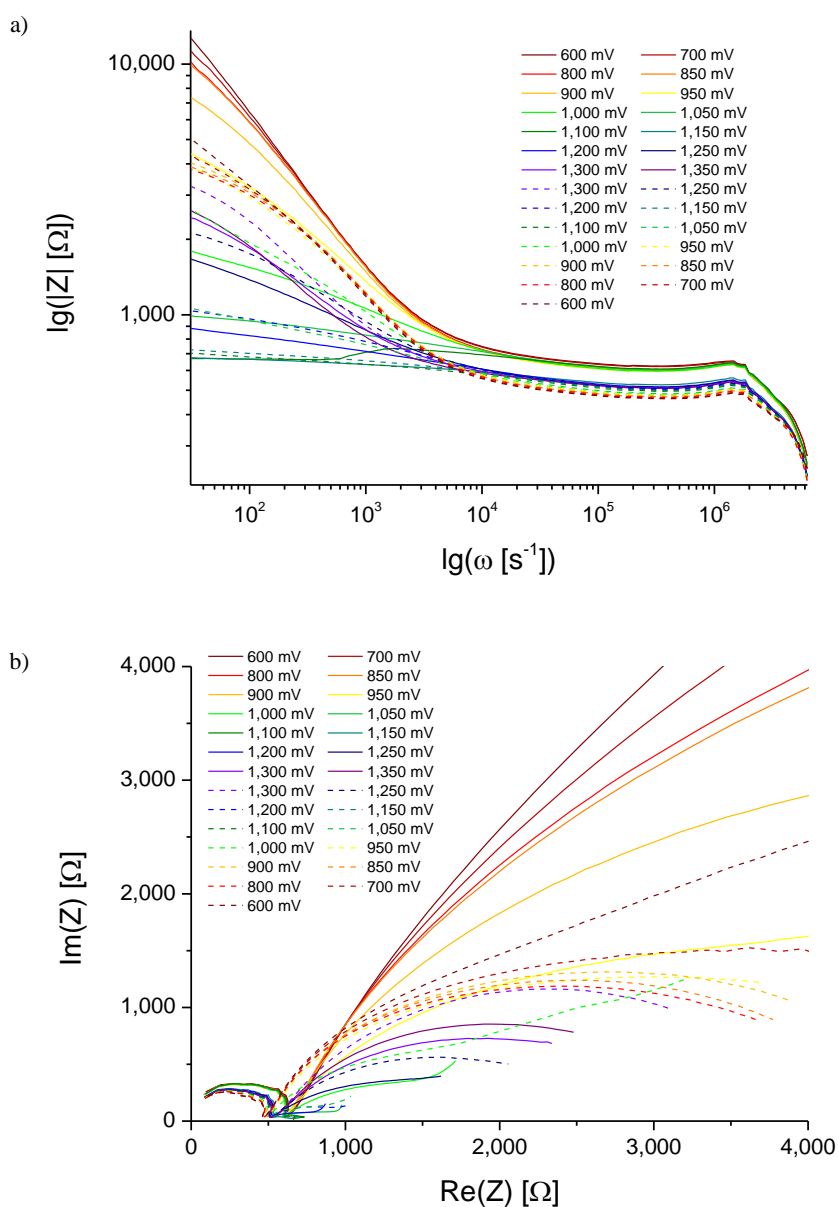 a)
600 mV 700 mV
800 mV 850 mV
900 mV 950 mV
1,000 mV 1,050 mV
1,100 mV 1,150 mV
1,200 mV 1,250 mV
1,300 mV 1,350 mV
1,300 mV 1,250 mV
1,200 mV 1,150 mV
1,100 mV 1,050 mV
1,000 mV 950 mV
900 mV 850 mV
800 mV 700 mV
600 mV
10,000
1,000
lg(|Z| [Ω])
10² 10³ 10⁴ 10⁵ 10⁶
lg(ω [s⁻¹])
b)
600 mV 700 mV
800 mV 850 mV
900 mV 950 mV
1,000 mV 1,050 mV
1,100 mV 1,150 mV
1,200 mV 1,250 mV
1,300 mV 1,350 mV
1,300 mV 1,250 mV
1,200 mV 1,150 mV
1,100 mV 1,050 mV
1,000 mV 950 mV
900 mV 850 mV
800 mV 700 mV
600 mV
4,000
3,000
2,000
1,000
0
Im(Z) [Ω]
0 1,000 2,000 3,000 4,000
Re(Z) [Ω]